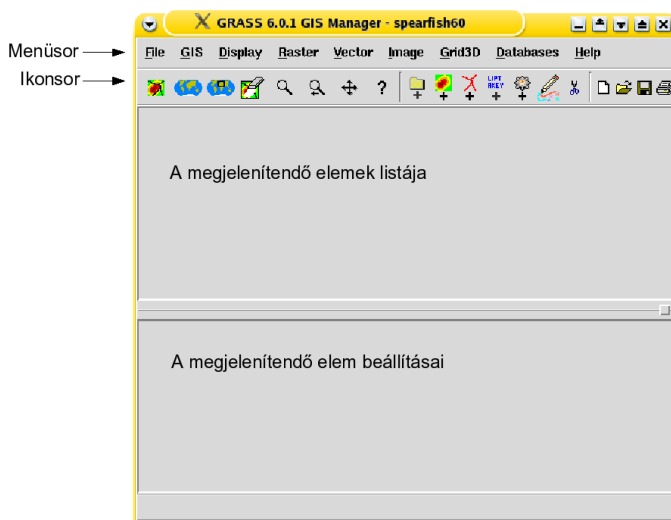 GRASS 6.0.1 GIS Manager - spearfish60
Menüsor
File GIS Display Raster Vector Image Grid3D Databases Help
Ikonsor
?
A megjelenítendő elemek listája
A megjelenítendő elem beállításai